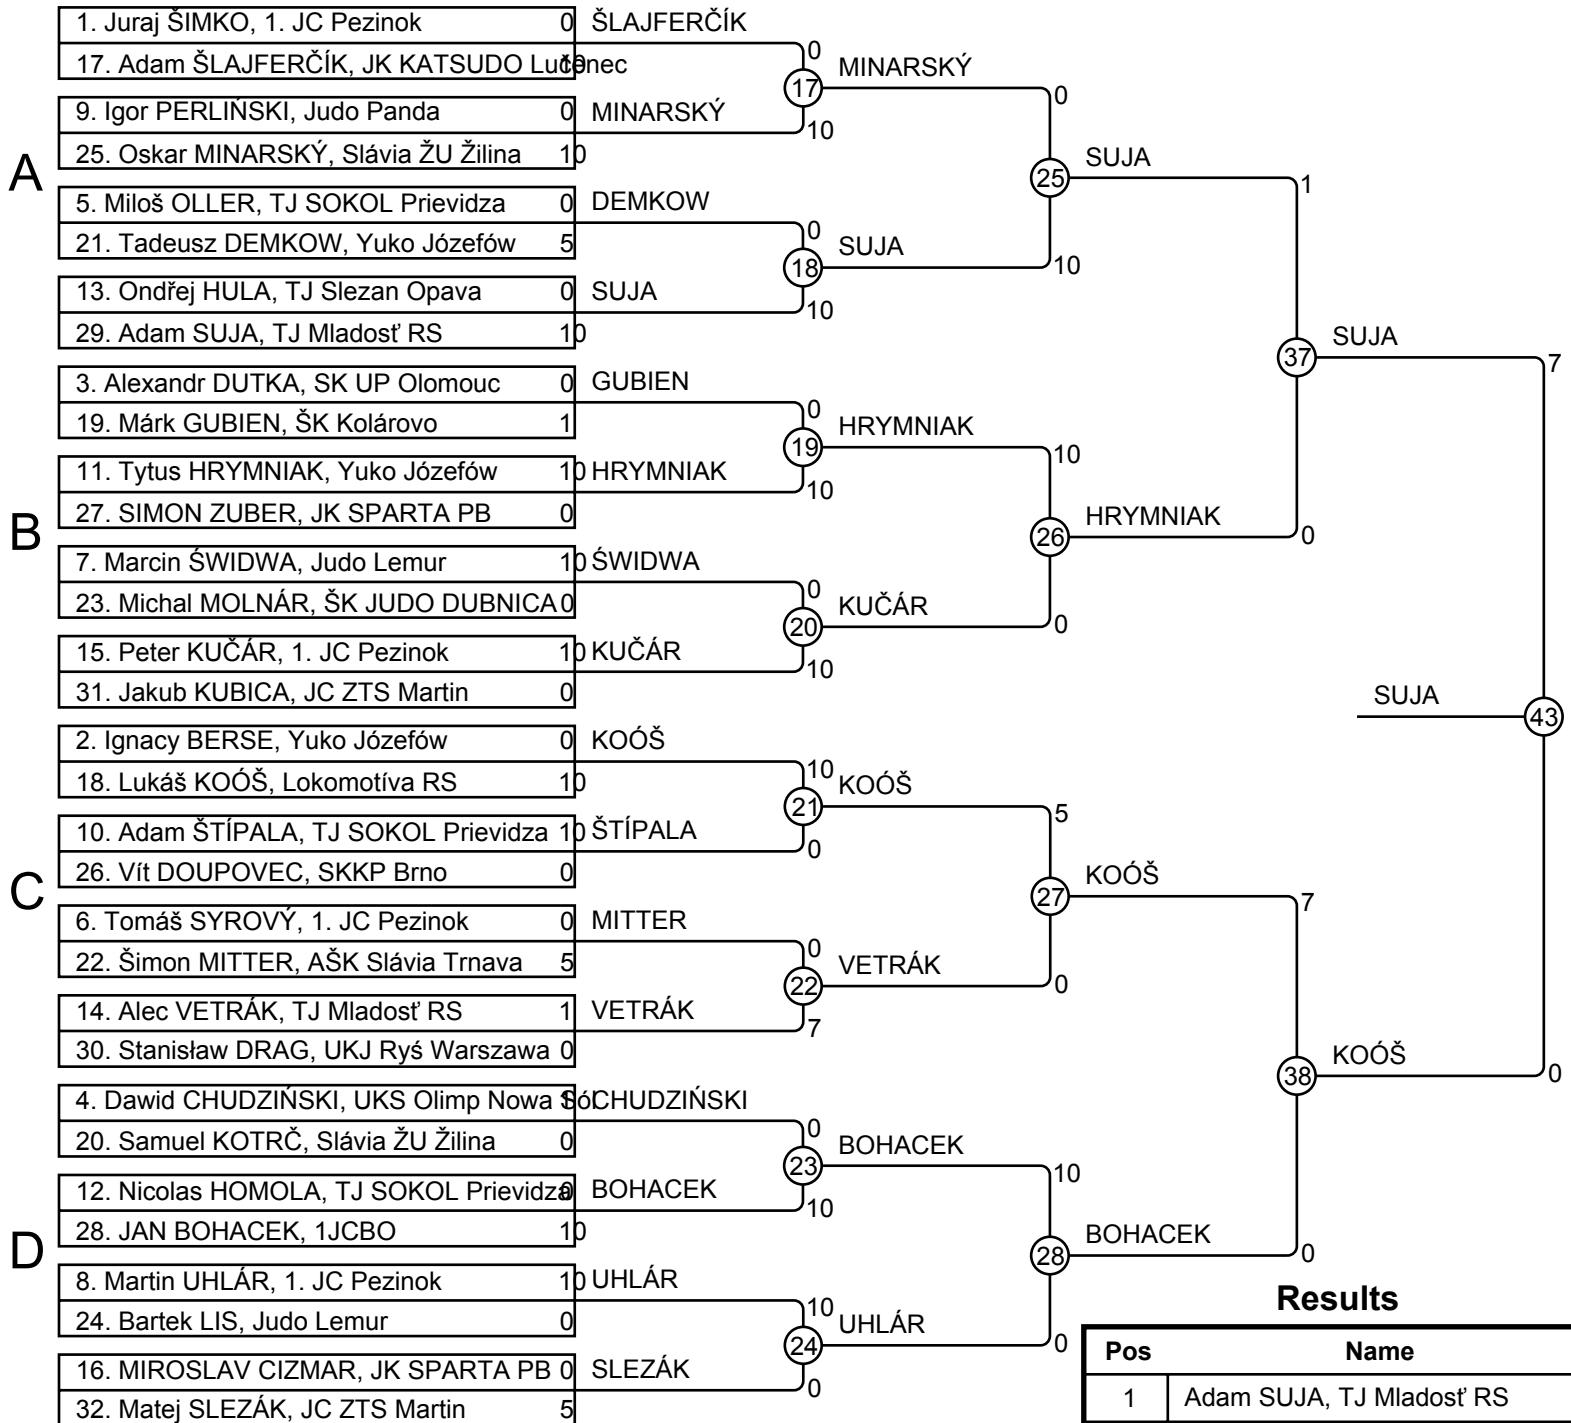 1. Juraj ŠIMKO, 1. JC Pezinok 0
17. Adam ŠLAJFERČÍK, JK KATSUDO Lučenec 10
9. Igor PERLIŃSKI, Judo Panda 0
25. Oskar MINARSKÝ, Slávia ŽU Žilina 10
A
5. Miloš OLLER, TJ SOKOL Prievidza 0
21. Tadeusz DEMKOW, Yuko Józefów 5
13. Ondřej HULA, TJ Slezan Opava 0
29. Adam SUJA, TJ Mladosť RS 10
3. Alexandr DUTKA, SK UP Olomouc 0
19. Márk GUBIEN, ŠK Kolárovo 1
11. Tytus HRYMNIAK, Yuko Józefów 10
27. SIMON ZUBER, JK SPARTA PB 0
B
7. Marcin ŚWIDWA, Judo Lemur 10
23. Michal MOLNÁR, ŠK JUDO DUBNICA 0
15. Peter KUČÁR, 1. JC Pezinok 10
31. Jakub KUBICA, JC ZTS Martin 0
2. Ignacy BERSE, Yuko Józefów 0
18. Lukáš KOÓŠ, Lokomotíva RS 10
10. Adam ŠTÍPALA, TJ SOKOL Prievidza 10
26. Vít DOUPOVEC, SKKP Brno 0
C
6. Tomáš SYROVÝ, 1. JC Pezinok 0
22. Šimon MITTER, AŠK Slávia Trnava 5
14. Alec VETRÁK, TJ Mladosť RS 1
30. Stanisław DRAG, UKJ Ryś Warszawa 0
4. Dawid CHUDZIŃSKI, UKS Olimp Nowa Sól 1
20. Samuel KOTRČ, Slávia ŽU Žilina 0
12. Nicolas HOMOLA, TJ SOKOL Prievidza 0
28. JAN BOHACEK, 1JCBO 10
D
8. Martin UHLÁR, 1. JC Pezinok 10
24. Bartek LIS, Judo Lemur 0
16. MIROSLAV CIZMAR, JK SPARTA PB 0
32. Matej SLEZÁK, JC ZTS Martin 5
ŠLAJFERČÍK 0
17
MINARSKÝ 10
DEMKOW 0
18
SUJA 10
GUBIEN 0
19
HRYMNIAK 10
ŚWIDWA 0
20
KUČÁR 10
KOÓŠ 10
21
ŠTÍPALA 0
MITTER 0
22
VETRÁK 7
CHUDZIŃSKI 0
23
BOHACEK 10
UHLÁR 10
24
SLEZÁK 0
MINARSKÝ 0
25
SUJA 10
HRYMNIAK 10
26
KUČÁR 0
KOÓŠ 5
27
VETRÁK 0
BOHACEK 10
28
UHLÁR 0
SUJA 1
37
HRYMNIAK 0
KOÓŠ 7
38
BOHACEK 0
SUJA 7
SUJA 43
KOÓŠ 0
Results
Pos Name
1 Adam SUJA, TJ Mladosť RS